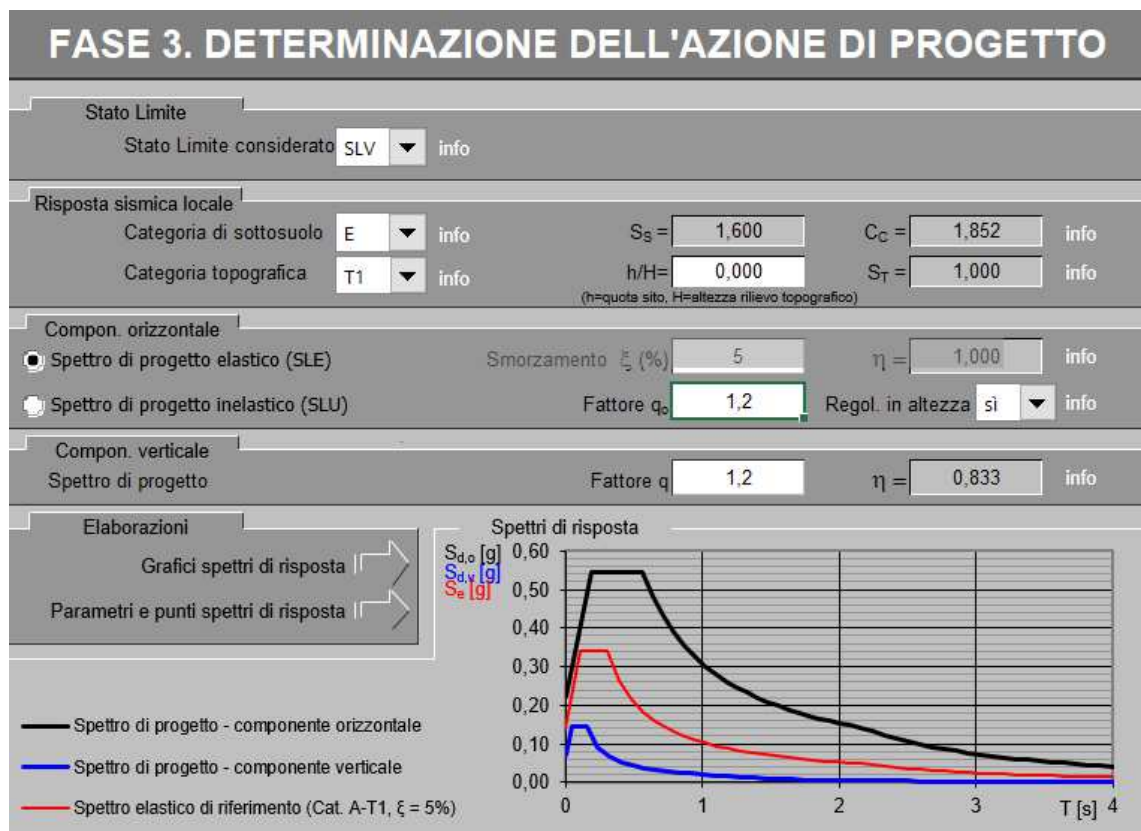 FASE 3. DETERMINAZIONE DELL'AZIONE DI PROGETTO
Stato Limite
Stato Limite considerato SLV info
Risposta sismica locale
Categoria di sottosuolo E info S_S = 1,600 C_C = 1,852 info
Categoria topografica T1 info h/H= 0,000 S_T = 1,000 info
(h=quota sito, H=altezza rilievo topografico)
Compon. orizzontale
Spettro di progetto elastico (SLE) Smorzamento ξ (%) 5 η = 1,000 info
Spettro di progetto inelastico (SLU) Fattore q_o 1,2 Regol. in altezza sì info
Compon. verticale
Spettro di progetto Fattore q 1,2 η = 0,833 info
Elaborazioni
Grafici spettri di risposta
Parametri e punti spettri di risposta
Spettri di risposta
S_d,o [g]
S_d,v [g]
S_e [g]
0,60
0,50
0,40
0,30
0,20
0,10
0,00
0 1 2 3 T [s] 4
Spettro di progetto - componente orizzontale
Spettro di progetto - componente verticale
Spettro elastico di riferimento (Cat. A-T1, ξ = 5%)